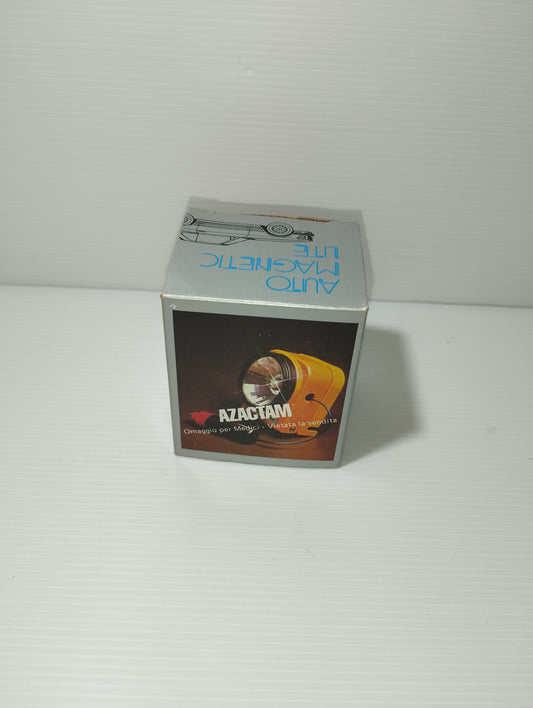 AUTO
MAGNETIC
LITE
AZACTAM
Omaggio per Medici - Vietata la vendita